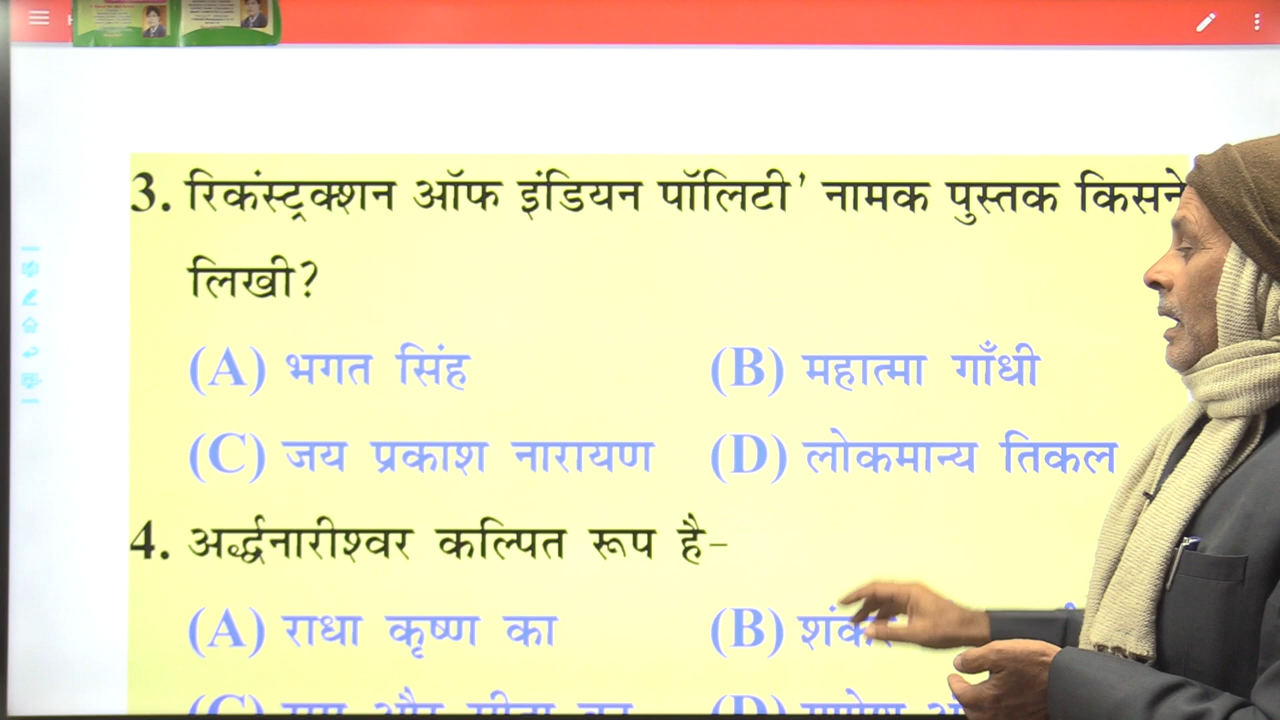 3. रिकंस्ट्रक्शन ऑफ इंडियन पॉलिटी' नामक पुस्तक किसने
लिखी?
(A) भगत सिंह (B) महात्मा गाँधी
(C) जय प्रकाश नारायण (D) लोकमान्य तिकल
4. अर्द्धनारीश्वर कल्पित रूप है-
(A) राधा कृष्ण का (B) शंकर
(C) (D)